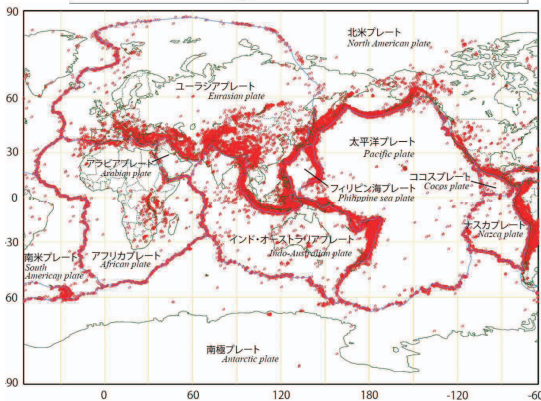 90
北米プレート
North American plate
ユーラシアプレート
Eurasian plate
60
太平洋プレート
Pacific plate
アラビアプレート
Arabian plate
30
ココスプレート
Cocos plate
フィリピン海プレート
Philippine sea plate
0
ナスカプレート
Nazca plate
インド・オーストラリアプレート
Indo-Australian plate
30
南米プレート
South
American plate
アフリカプレート
African plate
60
南極プレート
Antarctic plate
90
0
60
120
180
-120
-60